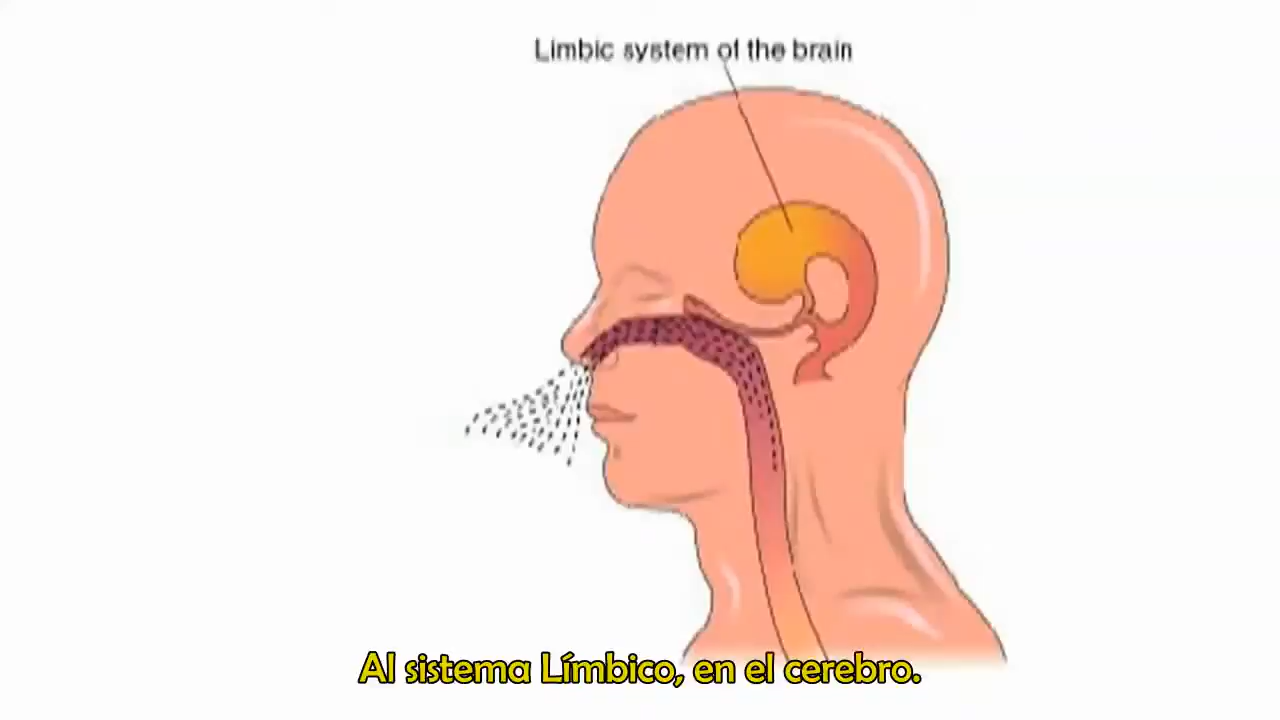 Limbic system of the brain
Al sistema Límbico, en el cerebro.